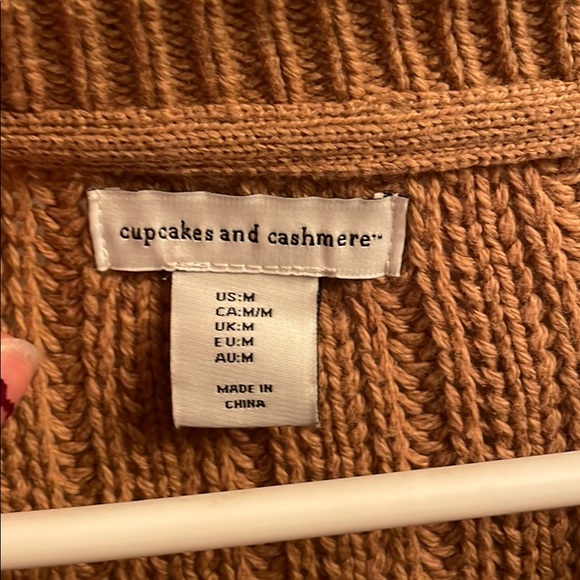 cupcakes and cashmere™
US:M
CA:M/M
UK:M
EU:M
AU:M
MADE IN
CHINA